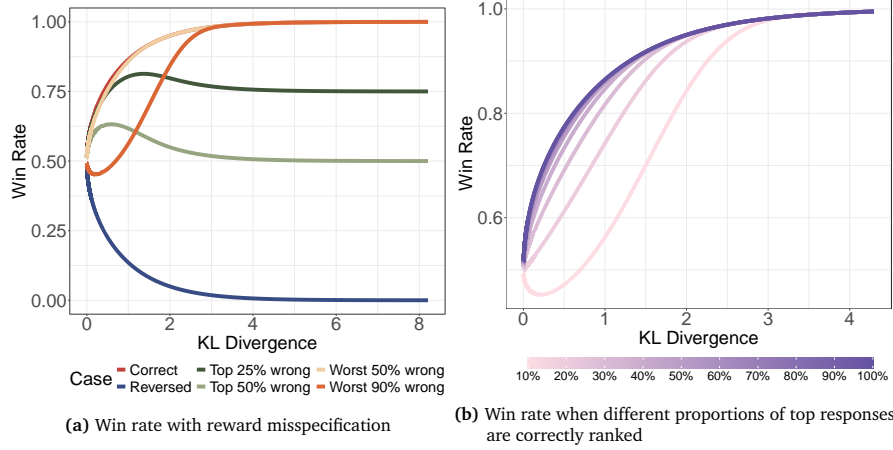 1.00
0.75
0.50
0.25
0.00
Win Rate
0 2 4 6 8
KL Divergence
Case Correct Top 25% wrong Worst 50% wrong
Reversed Top 50% wrong Worst 90% wrong
(a) Win rate with reward misspecification
1.0
0.8
0.6
Win Rate
0 1 2 3 4
KL Divergence
10% 20% 30% 40% 50% 60% 70% 80% 90% 100%
(b) Win rate when different proportions of top responses
are correctly ranked